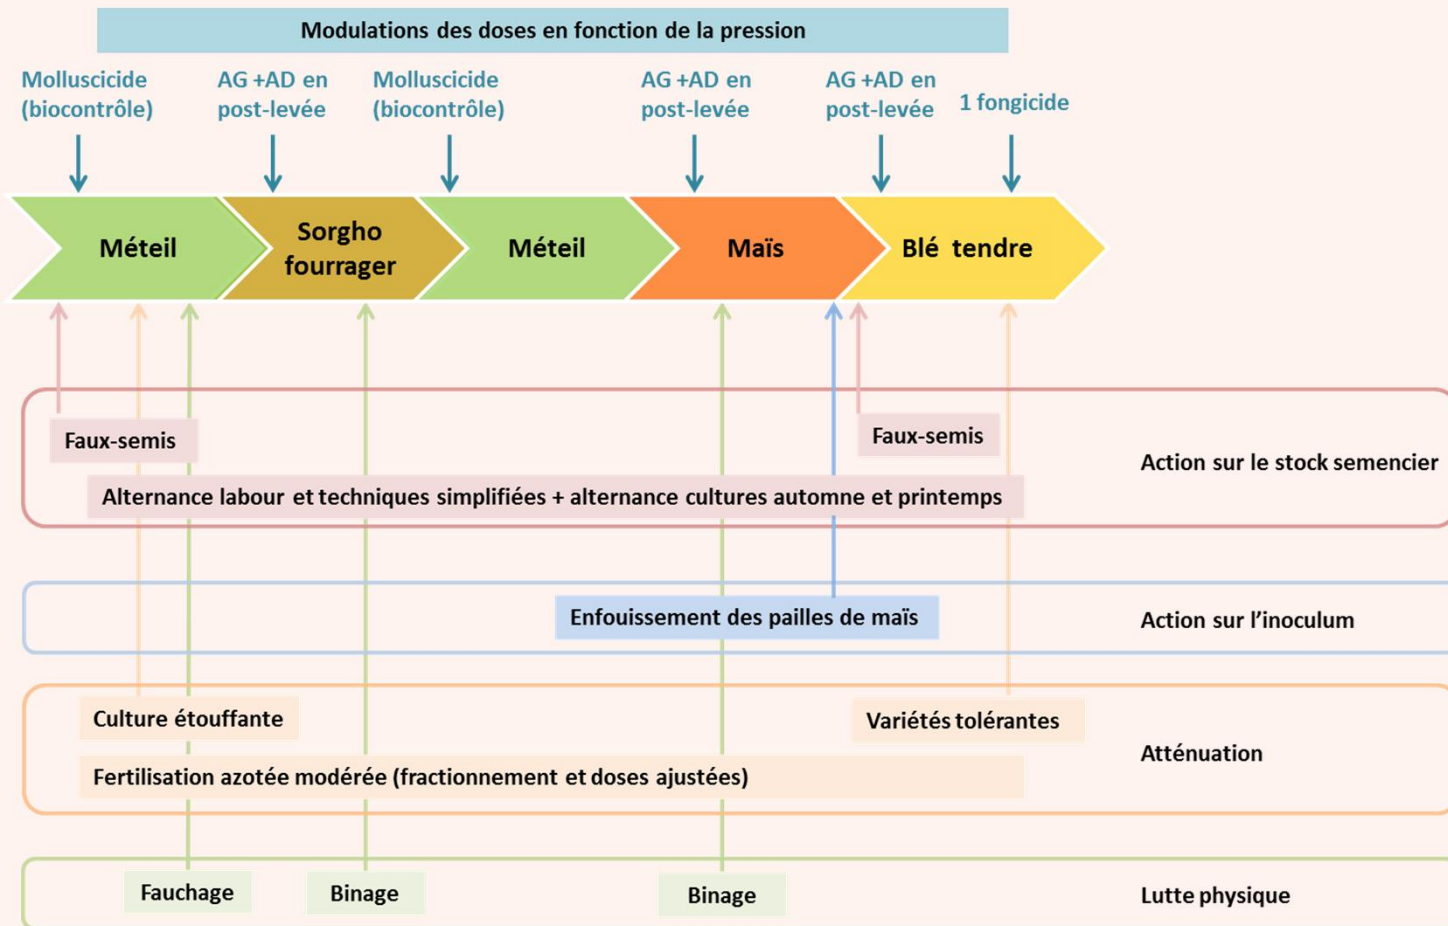 Modulations des doses en fonction de la pression
Molluscicide
(biocontrôle)
AG +AD en
post-levée
Molluscicide
(biocontrôle)
AG +AD en
post-levée
AG +AD en
post-levée
1 fongicide
Méteil
Sorgho
fourrager
Méteil
Maïs
Blé tendre
Faux-semis
Faux-semis
Action sur le stock semencier
Alternance labour et techniques simplifiées + alternance cultures automne et printemps
Enfouissement des pailles de maïs
Action sur l'inoculum
Culture étouffante
Variétés tolérantes
Atténuation
Fertilisation azotée modérée (fractionnement et doses ajustées)
Fauchage
Binage
Binage
Lutte physique